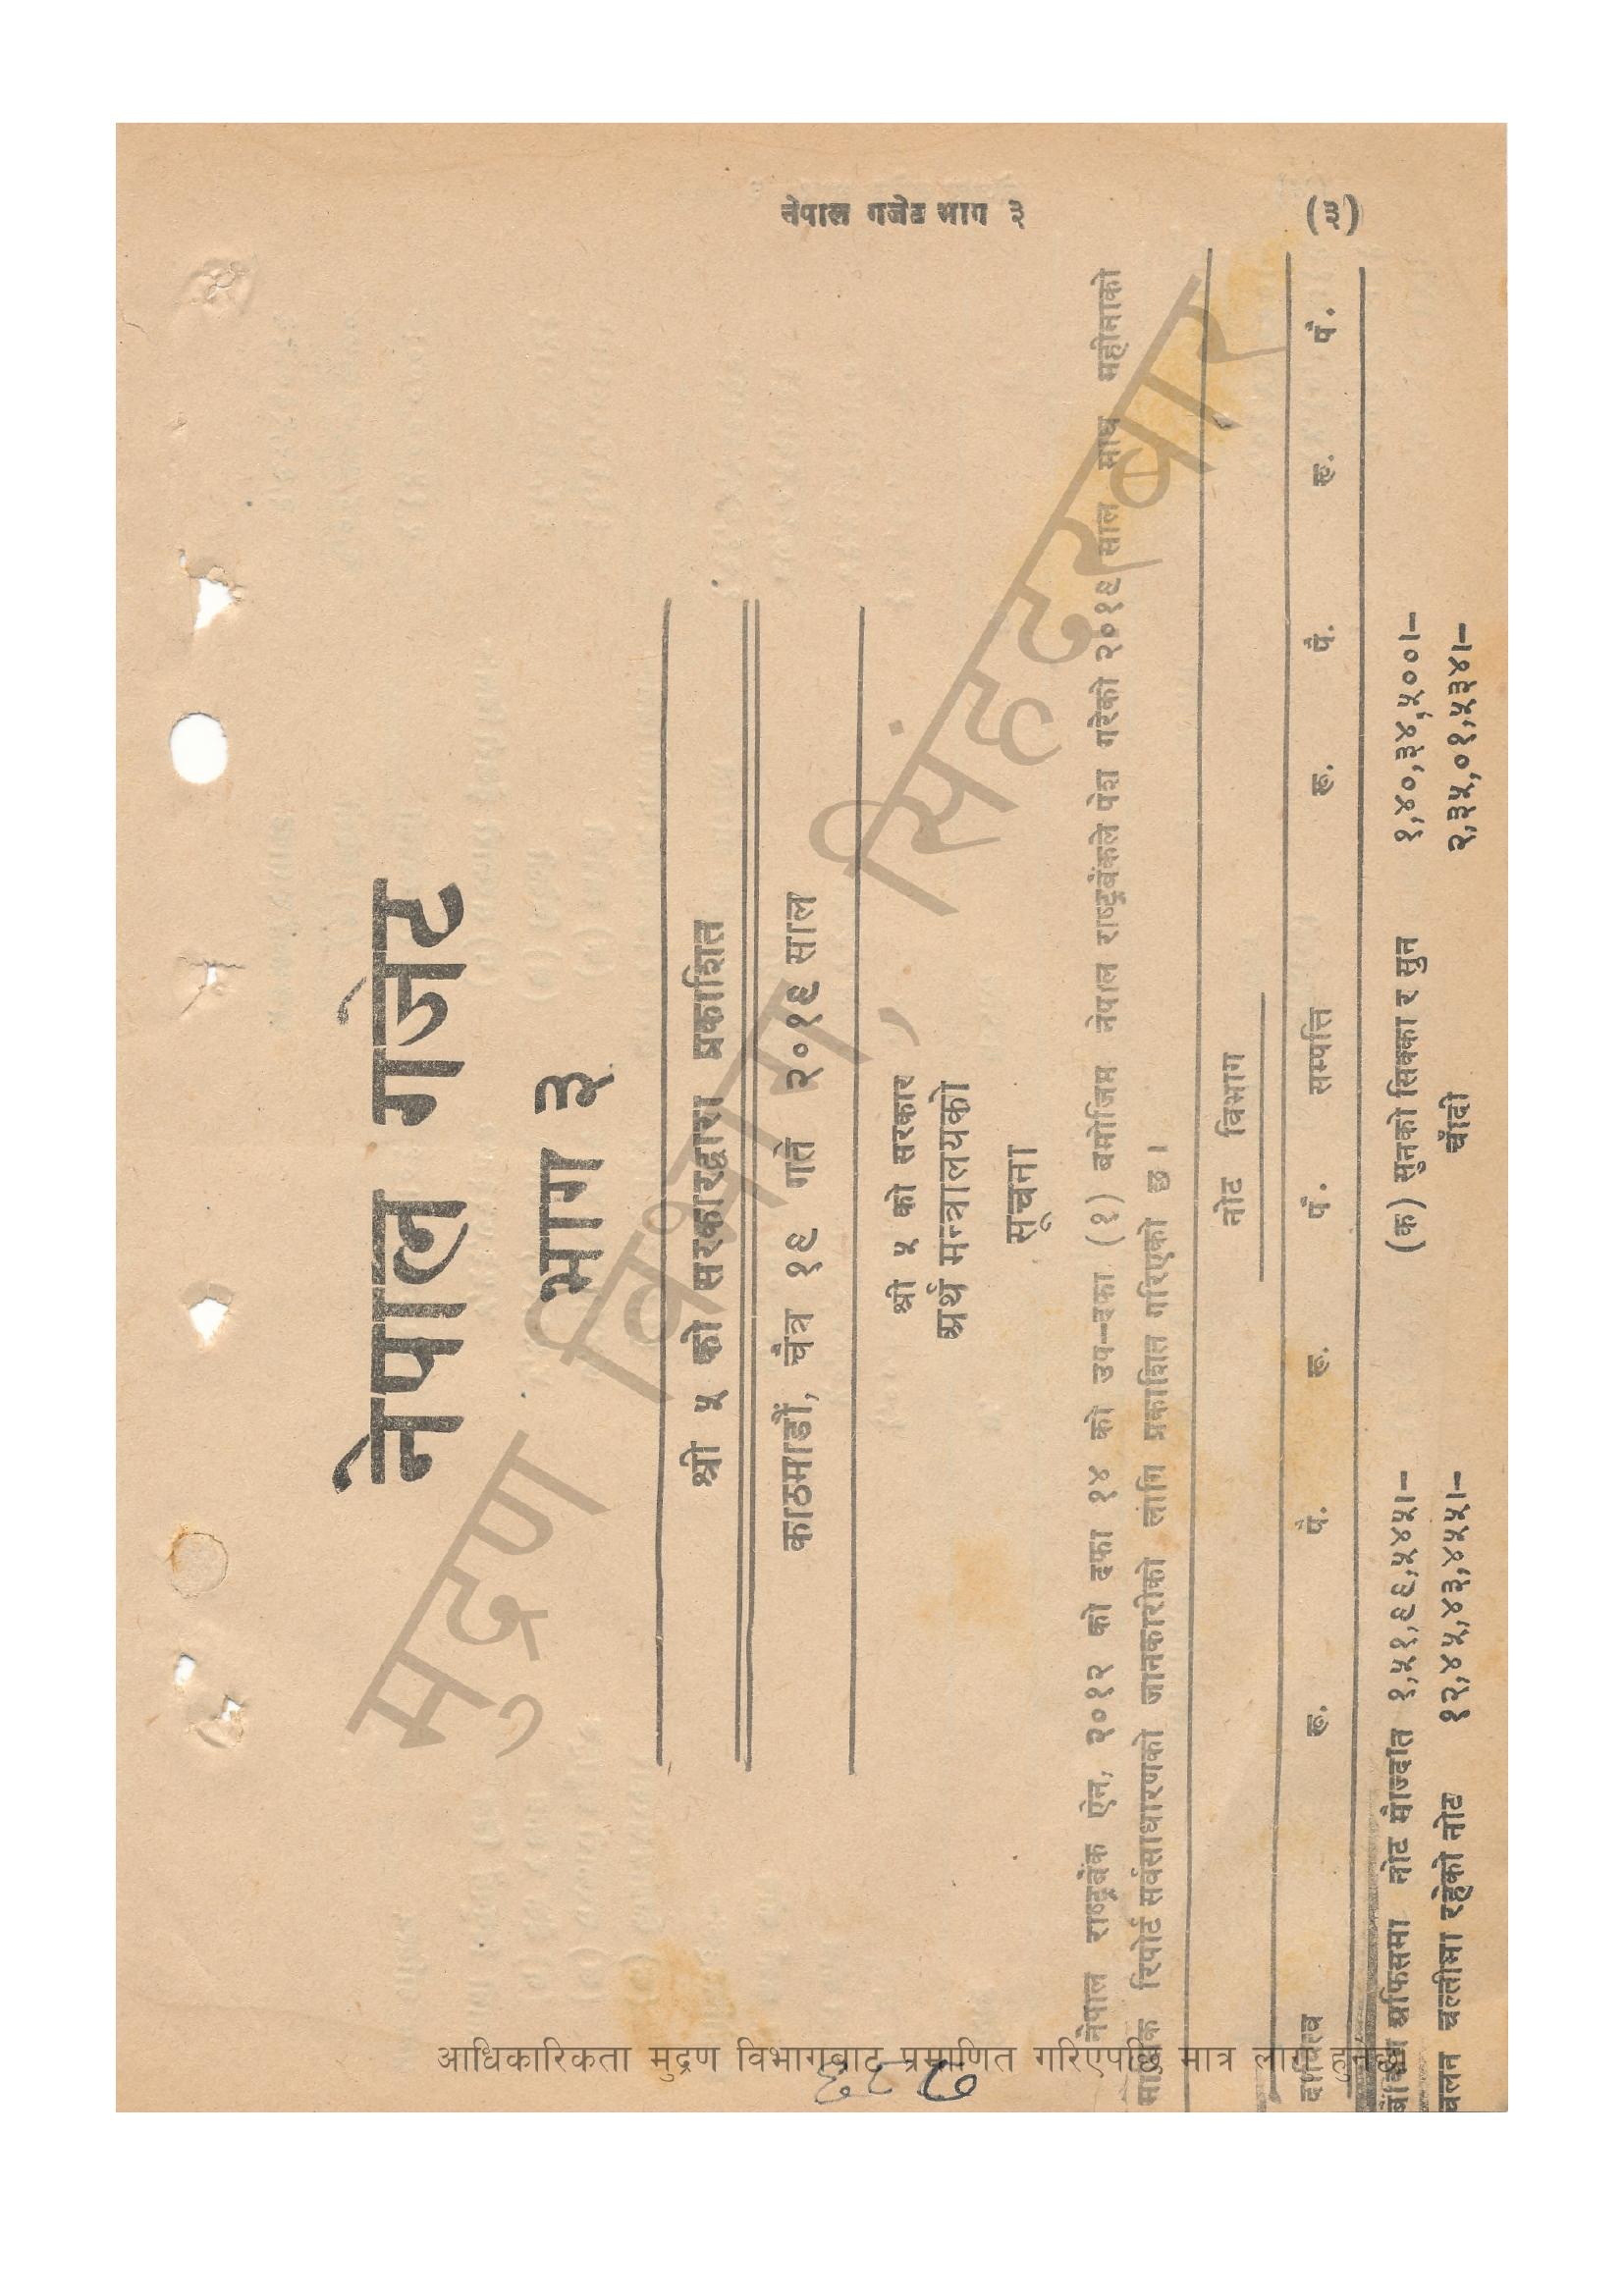 नेपाल गजेट भाग ३ (३)
नेपाल गजेट
भाग ३
श्री ५ को सरकारद्वारा प्रकाशित
काठमाडौं, चैत्र १६ गते २०१६ साल
श्री ५ को सरकार
अर्थ मन्त्रालयको
सूचना
नेपाल राष्ट्रबैंक ऐन, २०१२ को दफा १४ को उप-दफा (१) बमोजिम नेपाल राष्ट्रबैंकले पेश गरेको २०१६ साल माघ महीनाको
मासिक रिपोर्ट सर्वसाधारणको जानकारीको लागि प्रकाशित गरिएको छ ।
नोट विभाग
दायित्व रु. पै. रु. पै. सम्पत्ति रु. पै. रु. पै.
बैंकिङ्ग अफिसमा नोट मौज्दात १,५१,६६,५४५।– (क) सुनको सिक्का र सुन १,४०,३४,५००।–
चलन चल्तीमा रहेको नोट १२,४५,४३,४५५।– चांदी २,३५,०१,५३४।–
मुद्रण विभाग, सिंहदरबार
आधिकारिकता मुद्रण विभागबाट प्रमाणित गरिएपछि मात्र लागू हुनेछ